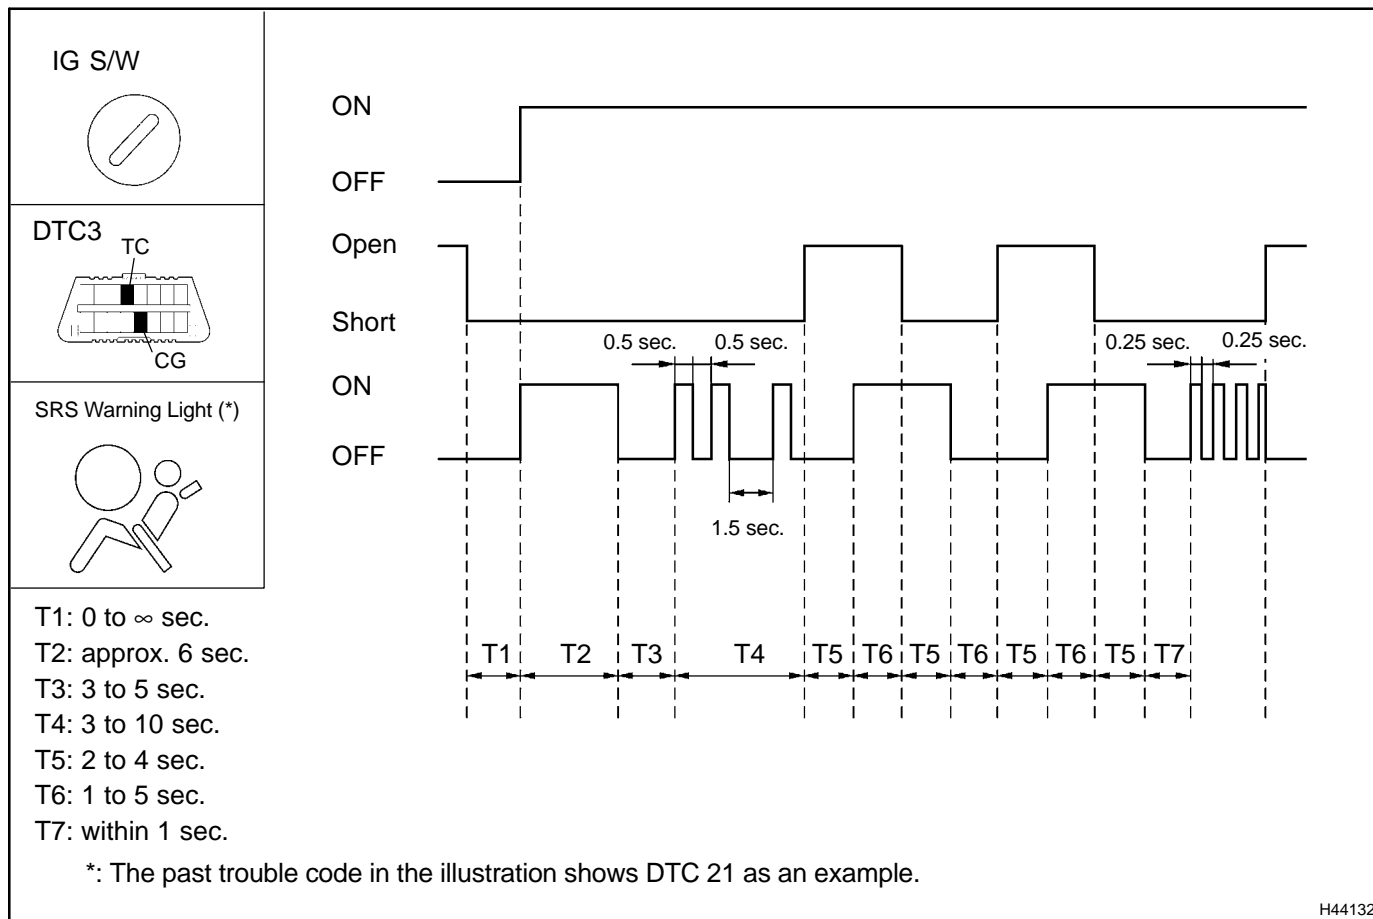 IG S/W
ON
OFF
DTC3
TC
CG
Open
Short
0.5 sec. 0.5 sec.
0.25 sec. 0.25 sec.
SRS Warning Light (*)
ON
OFF
1.5 sec.
T1 T2 T3 T4 T5 T6 T5 T6 T5 T6 T5 T7
T1: 0 to ∞ sec.
T2: approx. 6 sec.
T3: 3 to 5 sec.
T4: 3 to 10 sec.
T5: 2 to 4 sec.
T6: 1 to 5 sec.
T7: within 1 sec.
*: The past trouble code in the illustration shows DTC 21 as an example.
H44132